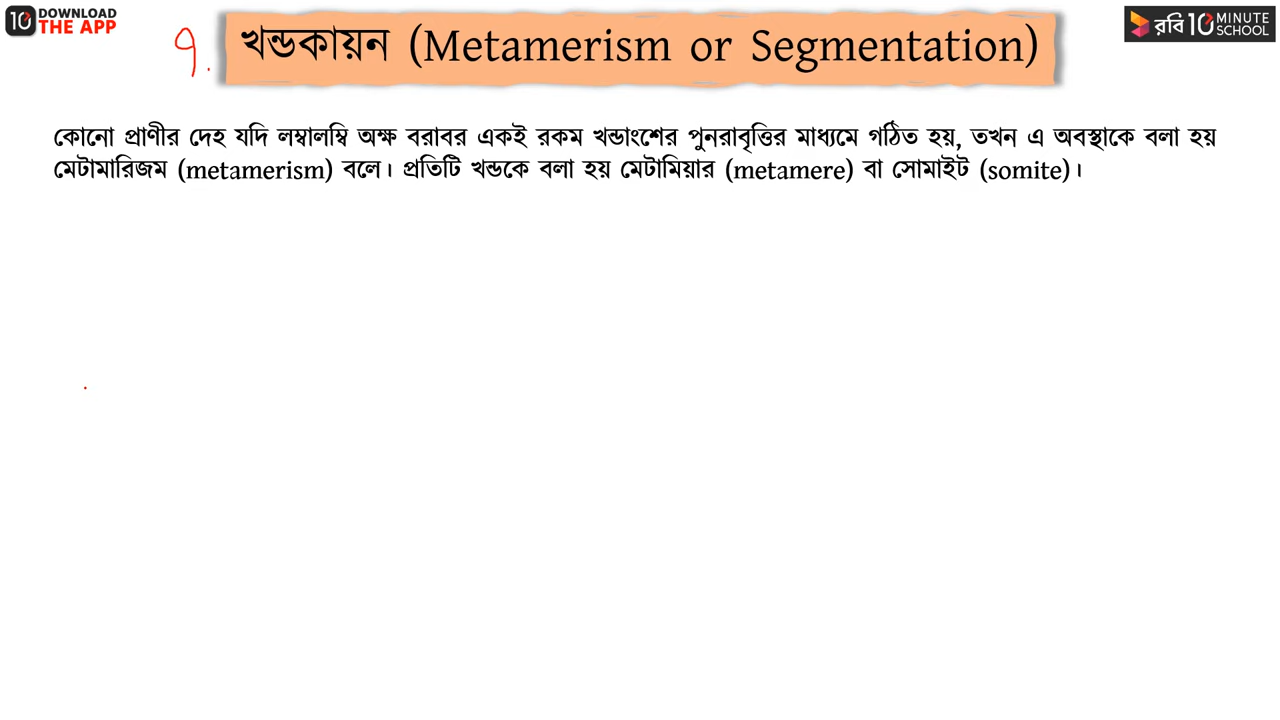 10 DOWNLOAD THE APP
রবি 10 MINUTE SCHOOL
৭. খন্ডকায়ন (Metamerism or Segmentation)
কোনো প্রাণীর দেহ যদি লম্বালম্বি অক্ষ বরাবর একই রকম খন্ডাংশের পুনরাবৃত্তির মাধ্যমে গঠিত হয়, তখন এ অবস্থাকে বলা হয়
মেটামারিজম (metamerism) বলে। প্রতিটি খন্ডকে বলা হয় মেটামিয়ার (metamere) বা সোমাইট (somite)।